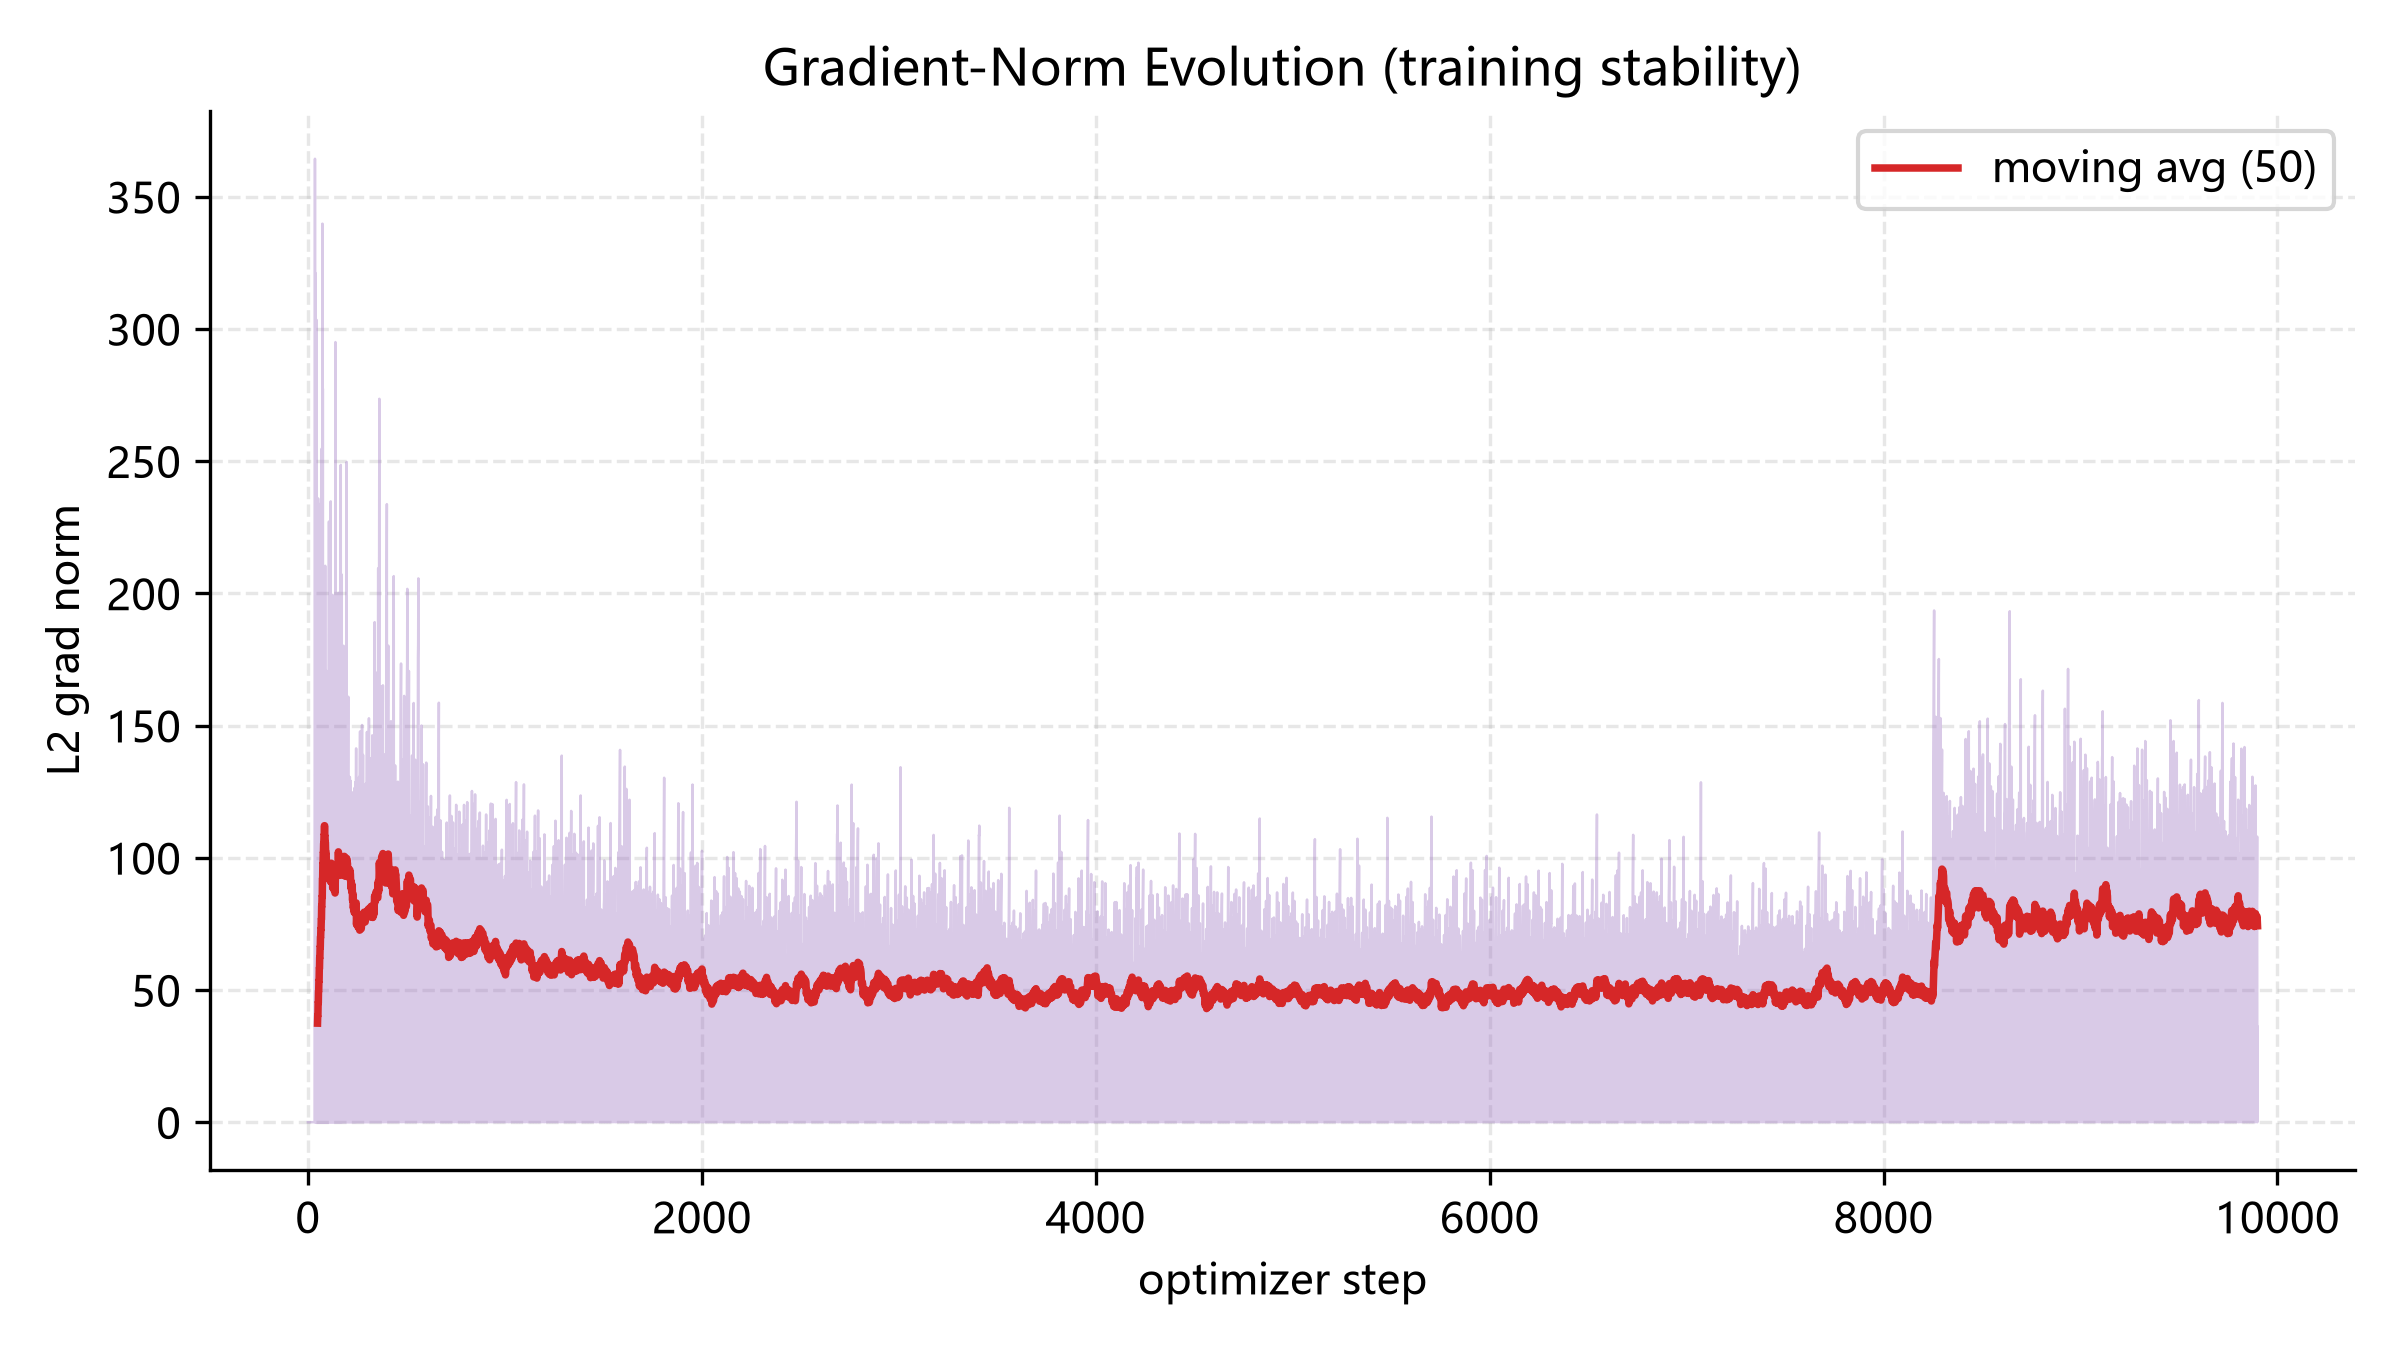 Gradient-Norm Evolution (training stability)
moving avg (50)
L2 grad norm
350
300
250
200
150
100
50
0
0 2000 4000 6000 8000 10000
optimizer step